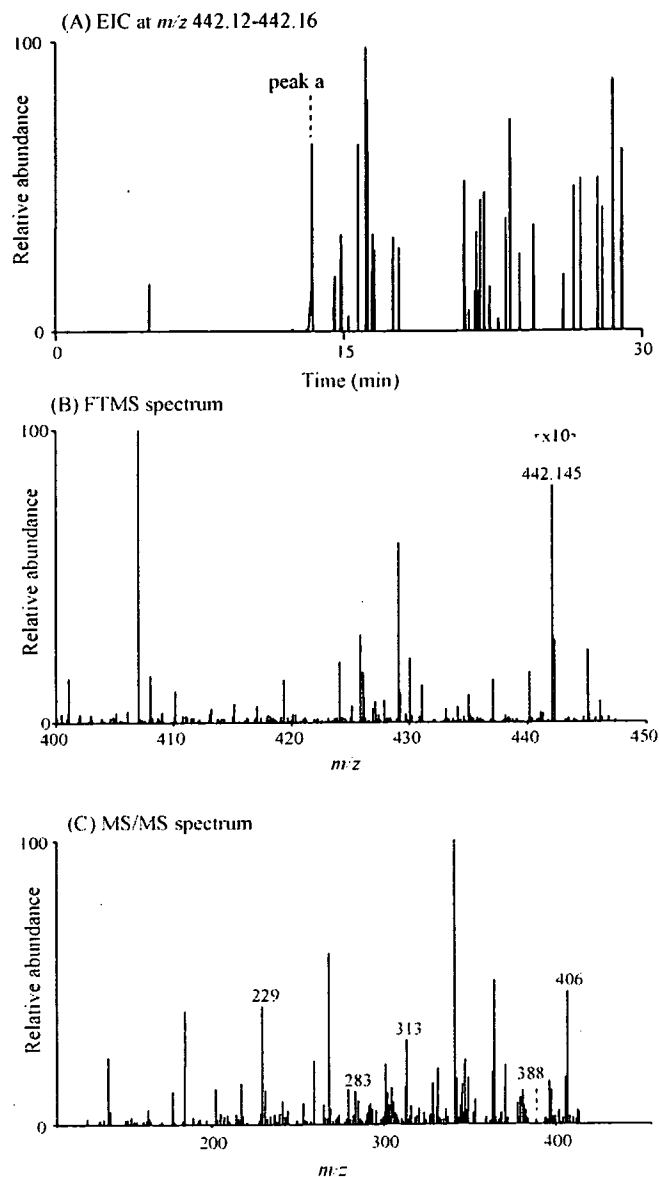 (A) EIC at m/z 442.12-442.16
100
peak a
Relative abundance
0
0
15
30
Time (min)
(B) FTMS spectrum
100
x10
442.145
Relative abundance
0
400
410
420
430
440
450
m/z
(C) MS/MS spectrum
100
406
229
313
283
388
Relative abundance
0
200
300
400
m/z